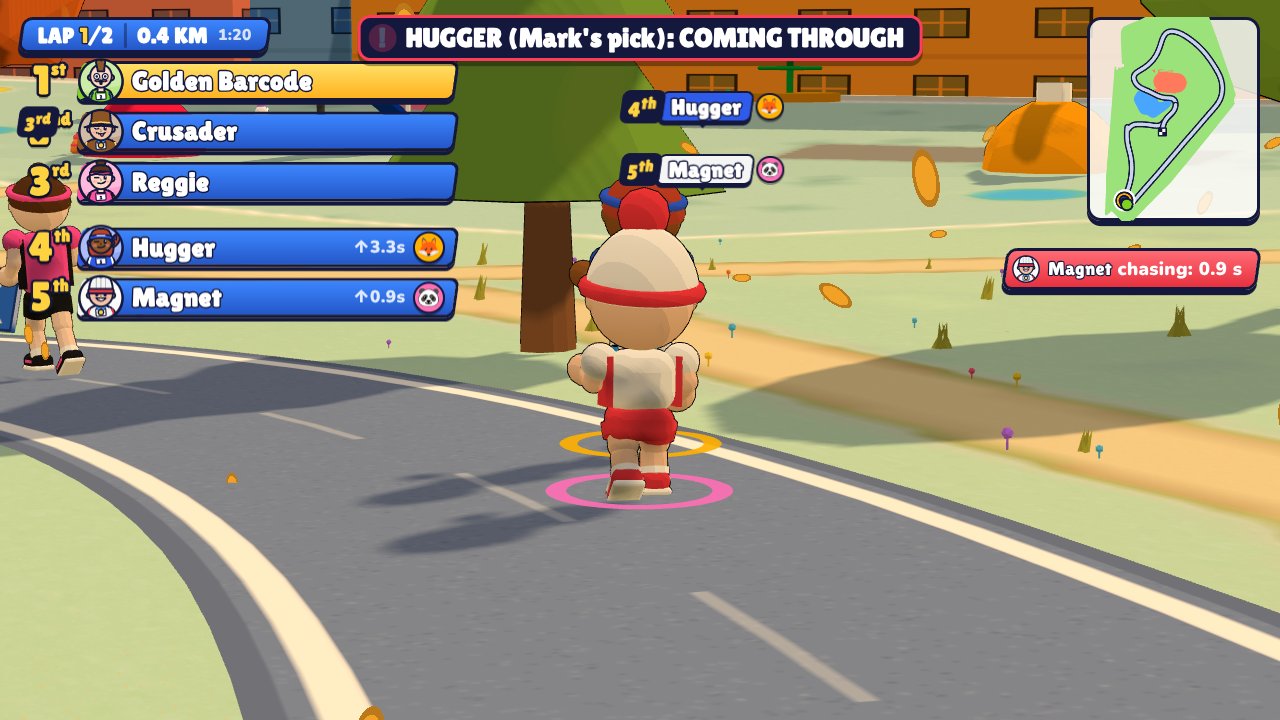 LAP 1/2 0.4 KM 1:20
! HUGGER (Mark's pick): COMING THROUGH
1st Golden Barcode
3rd d Crusader
3rd Reggie
4th Hugger ↑3.3s
5th Magnet ↑0.9s
4th Hugger
5th Magnet
Magnet chasing: 0.9 s